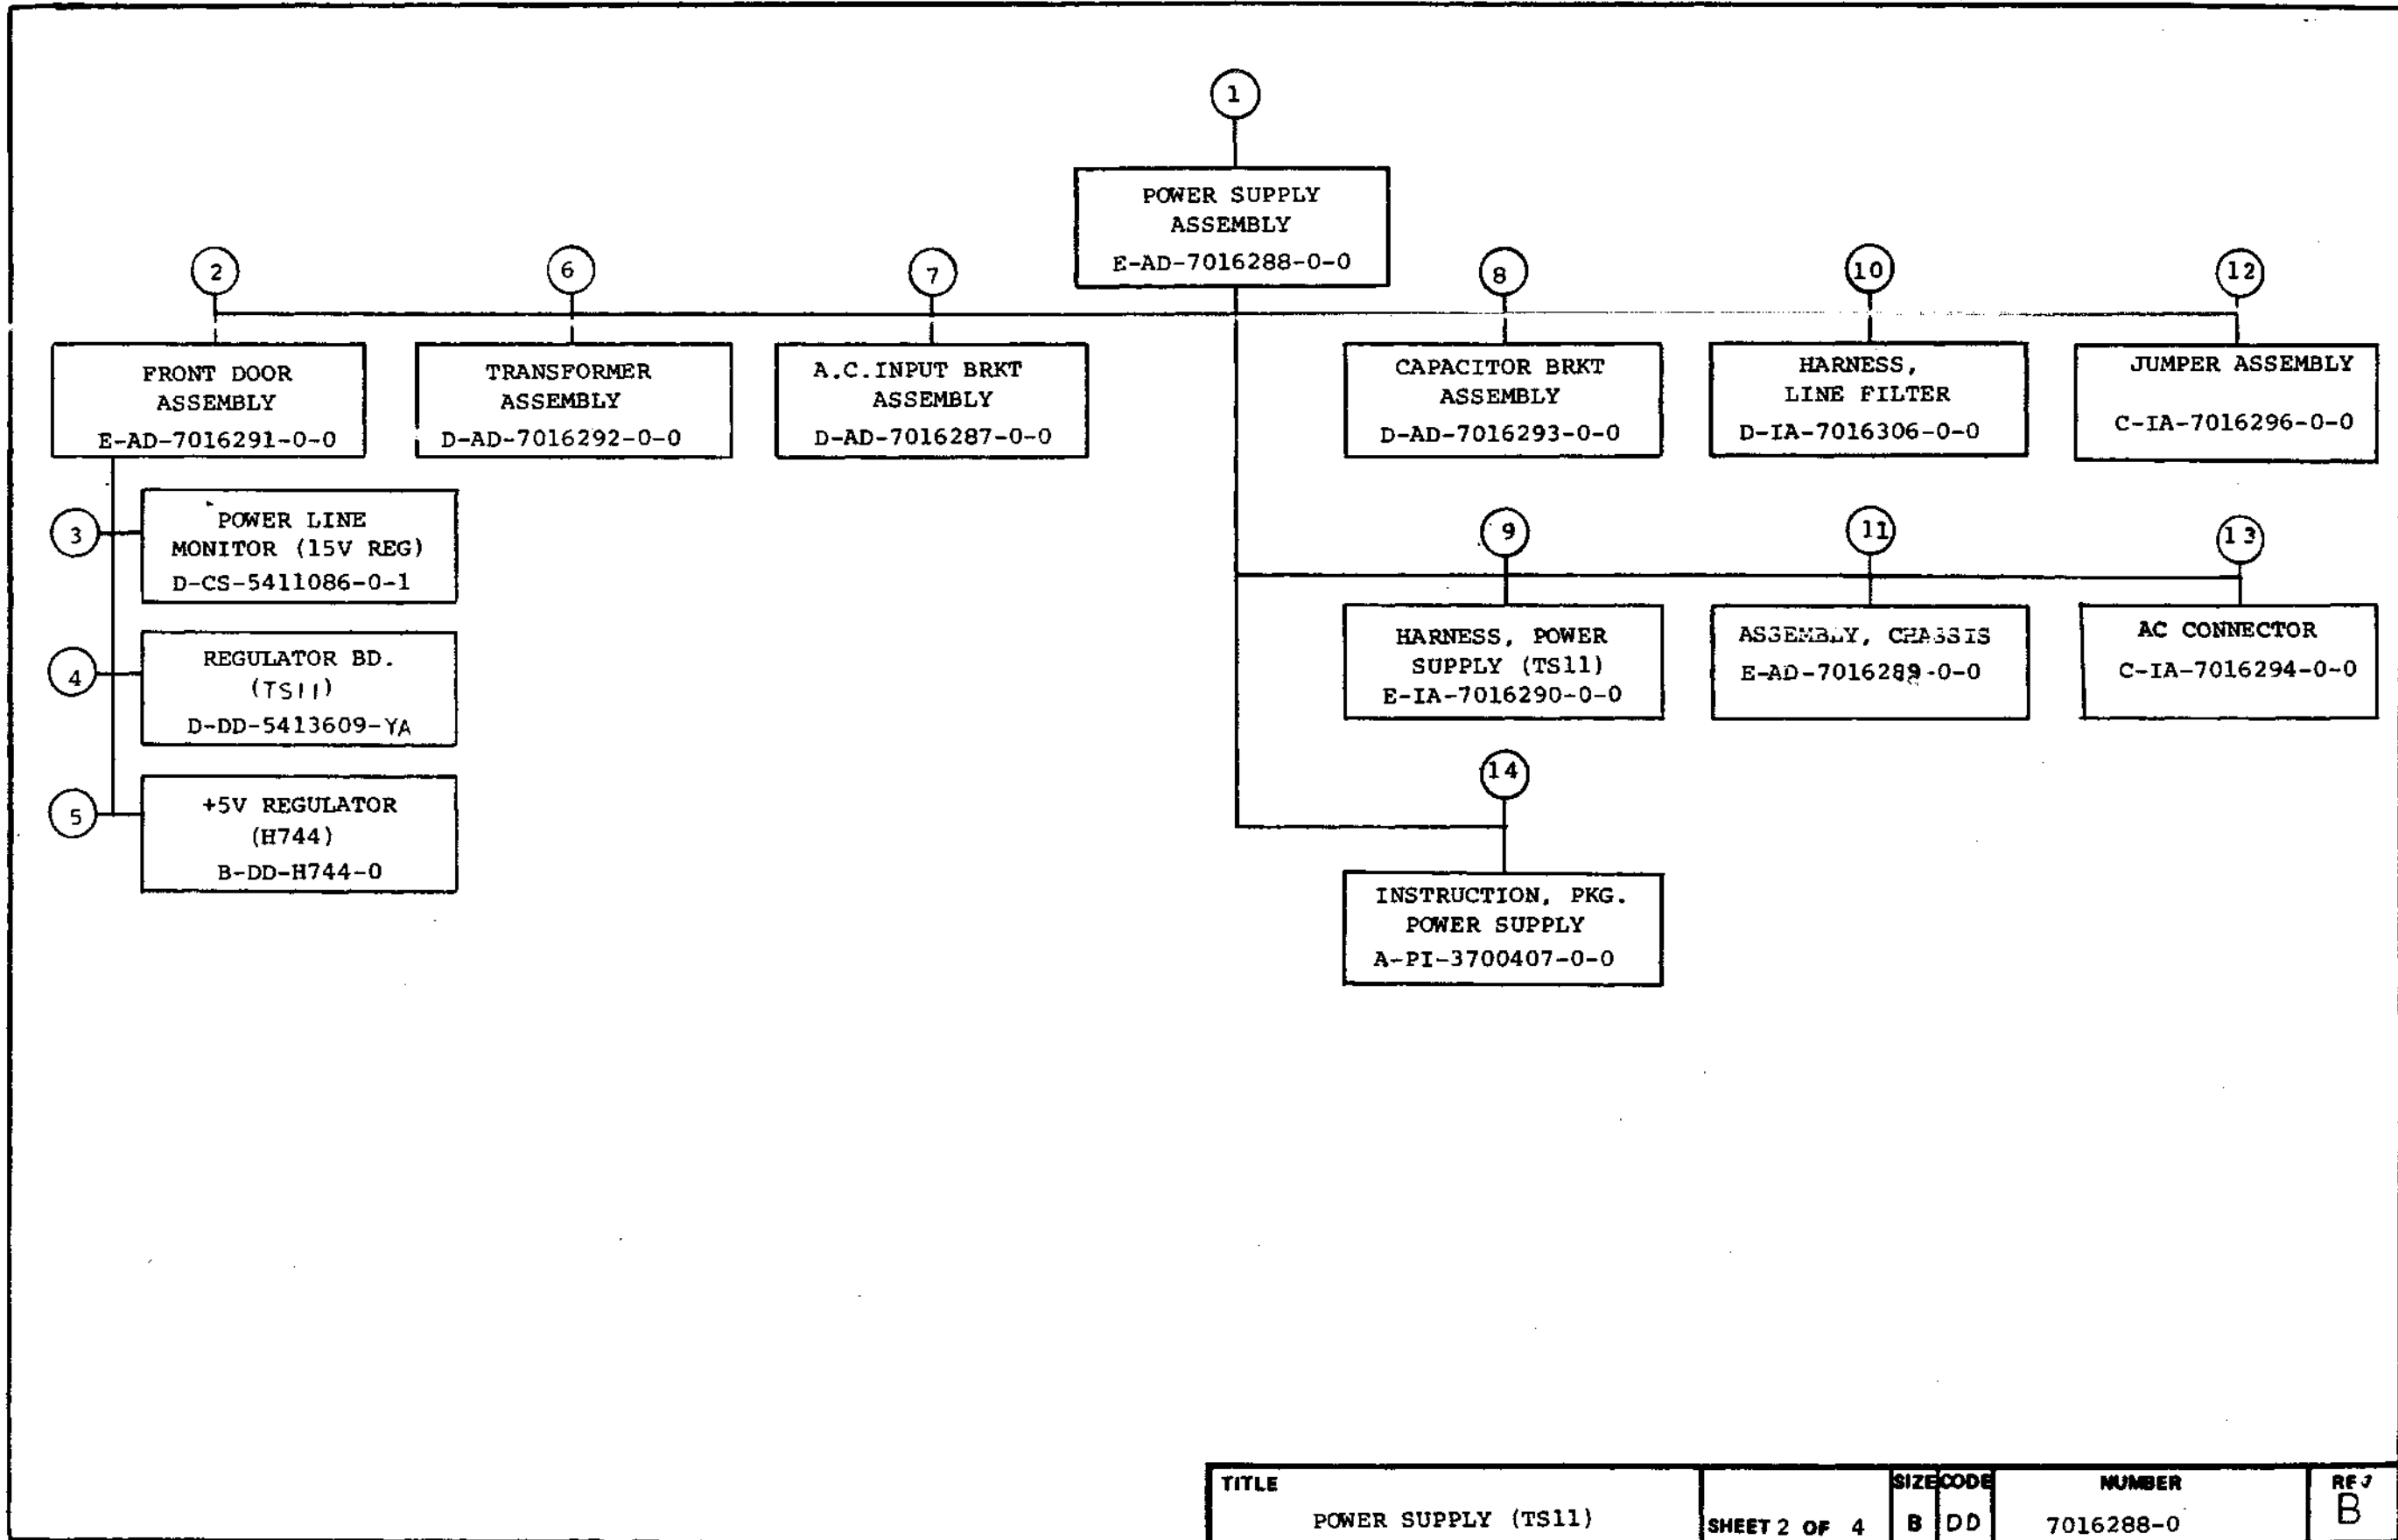 1
POWER SUPPLY
ASSEMBLY
E-AD-7016288-0-0
2
FRONT DOOR
ASSEMBLY
E-AD-7016291-0-0
6
TRANSFORMER
ASSEMBLY
D-AD-7016292-0-0
7
A.C.INPUT BRKT
ASSEMBLY
D-AD-7016287-0-0
8
CAPACITOR BRKT
ASSEMBLY
D-AD-7016293-0-0
10
HARNESS,
LINE FILTER
D-IA-7016306-0-0
12
JUMPER ASSEMBLY
C-IA-7016296-0-0
3
POWER LINE
MONITOR (15V REG)
D-CS-5411086-0-1
4
REGULATOR BD.
(TS11)
D-DD-5413609-YA
5
+5V REGULATOR
(H744)
B-DD-H744-0
9
HARNESS, POWER
SUPPLY (TS11)
E-IA-7016290-0-0
11
ASSEMBLY, CHASSIS
E-AD-7016289-0-0
13
AC CONNECTOR
C-IA-7016294-0-0
14
INSTRUCTION, PKG.
POWER SUPPLY
A-PI-3700407-0-0
TITLE
POWER SUPPLY (TS11)
SHEET 2 OF 4
SIZE
B
CODE
DD
NUMBER
7016288-0
REV
B